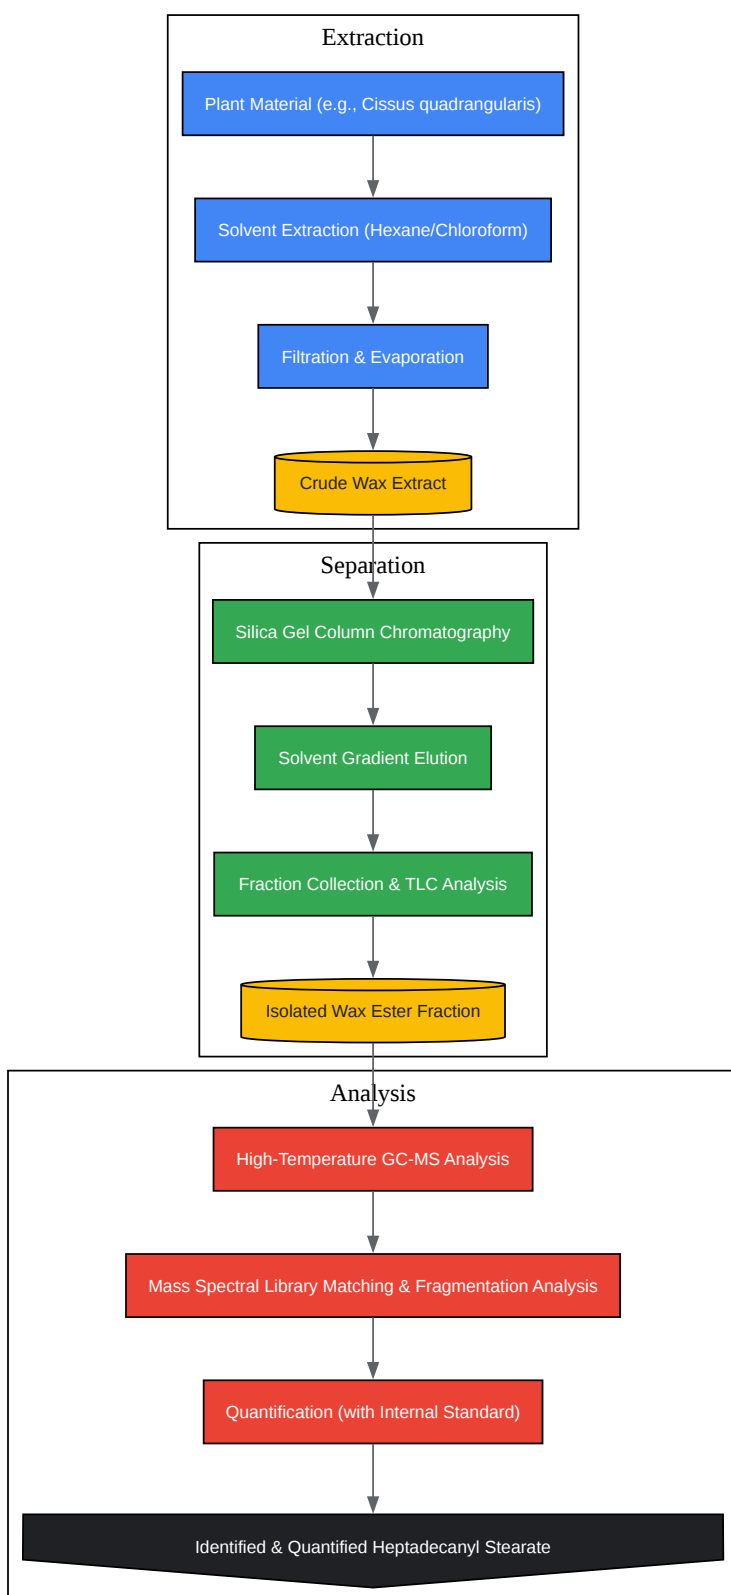 Extraction
Plant Material (e.g., Cissus quadrangularis)
Solvent Extraction (Hexane/Chloroform)
Filtration & Evaporation
Crude Wax Extract
Separation
Silica Gel Column Chromatography
Solvent Gradient Elution
Fraction Collection & TLC Analysis
Isolated Wax Ester Fraction
Analysis
High-Temperature GC-MS Analysis
Mass Spectral Library Matching & Fragmentation Analysis
Quantification (with Internal Standard)
Identified & Quantified Heptadecanyl Stearate